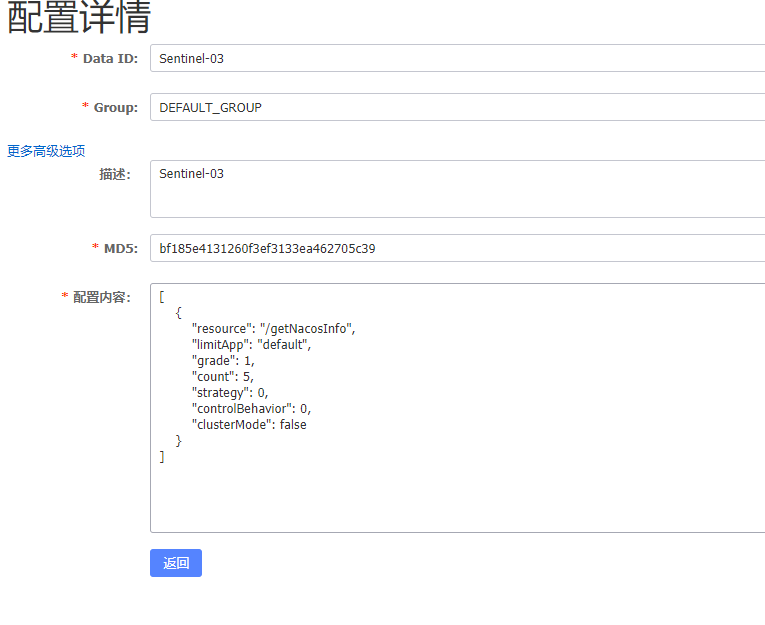 配置详情
* Data ID: Sentinel-03
* Group: DEFAULT_GROUP
更多高级选项
描述: Sentinel-03
* MD5: bf185e4131260f3ef3133ea462705c39
* 配置内容: [
{
"resource": "/getNacosInfo",
"limitApp": "default",
"grade": 1,
"count": 5,
"strategy": 0,
"controlBehavior": 0,
"clusterMode": false
}
]
返回